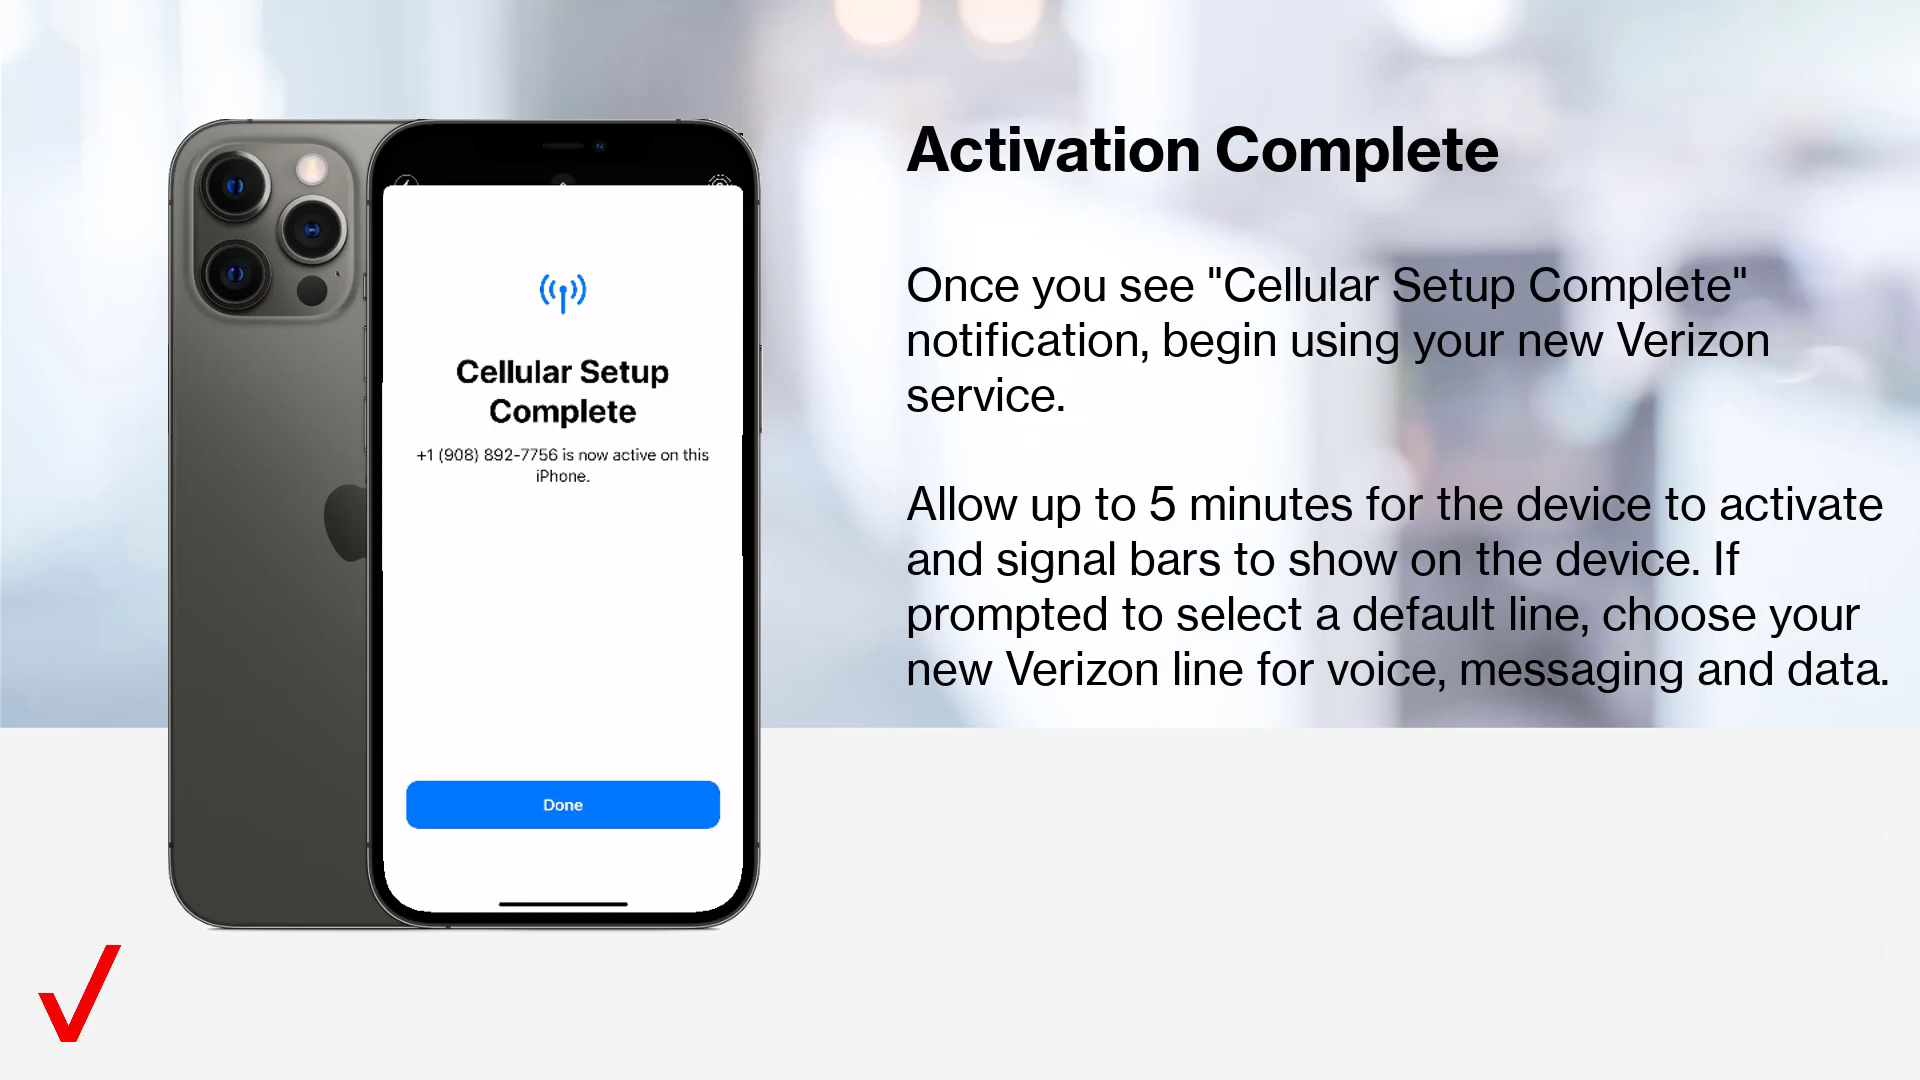 Cellular Setup
Complete
+1 (908) 892-7756 is now active on this
iPhone.
Done
Activation Complete
Once you see "Cellular Setup Complete"
notification, begin using your new Verizon
service.
Allow up to 5 minutes for the device to activate
and signal bars to show on the device. If
prompted to select a default line, choose your
new Verizon line for voice, messaging and data.